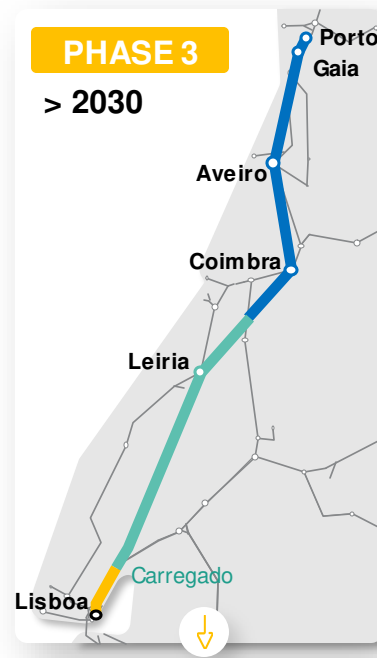 PHASE 3
> 2030
Porto
Gaia
Aveiro
Coimbra
Leiria
Carregado
Lisboa